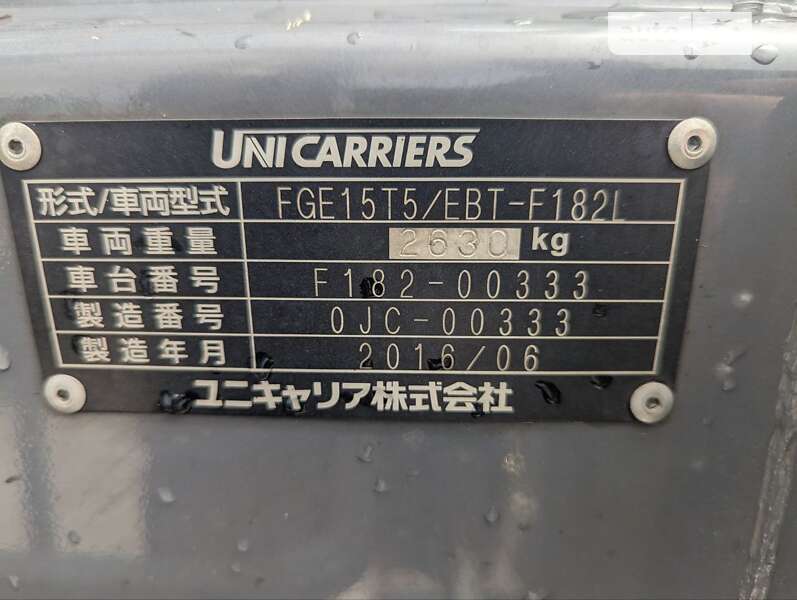 UNICARRIERS
形式/車両型式 FGE15T5/EBT-F182L
車両重量 2630 kg
車台番号 F182-00333
製造番号 0JC-00333
製造年月 2016/06
ユニキャリア株式会社